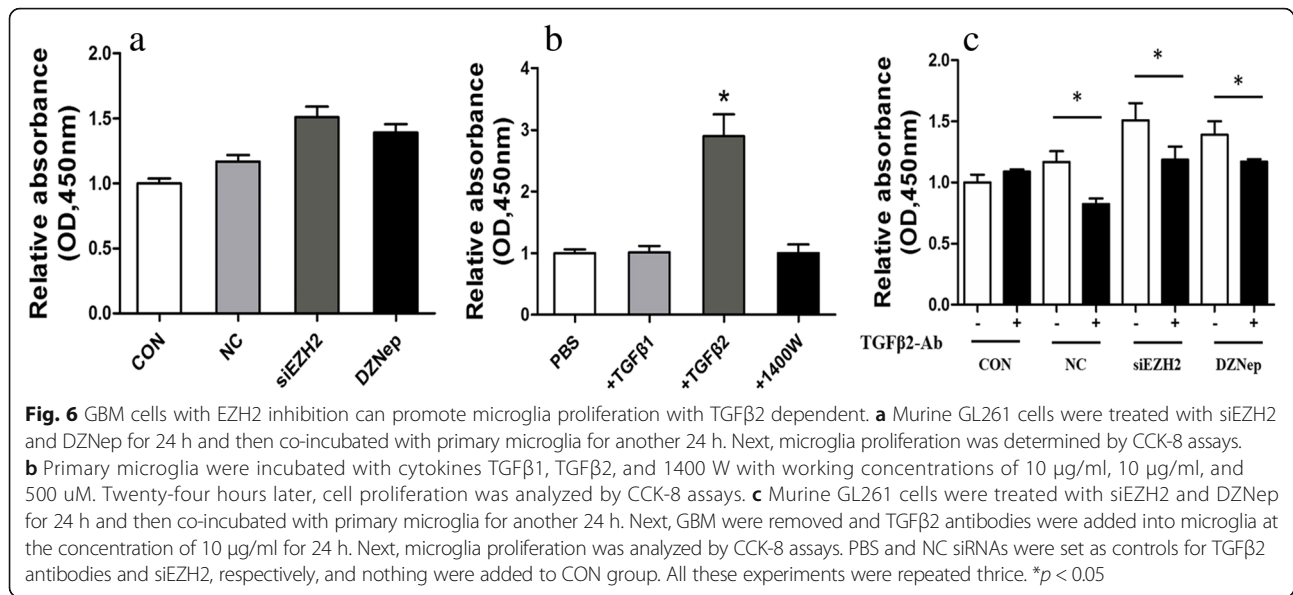 a
Relative absorbance
(OD,450nm)
2.0
1.5
1.0
0.5
0.0
CON
NC
siEZH2
DZNep
b
Relative absorbance
(OD,450nm)
4
3
2
1
0
*
PBS
+TGFβ1
+TGFβ2
+1400W
c
Relative absorbance
(OD,450nm)
2.0
1.5
1.0
0.5
0.0
* * *
TGFβ2-Ab - + - + - + - +
CON NC siEZH2 DZNep
Fig. 6 GBM cells with EZH2 inhibition can promote microglia proliferation with TGFβ2 dependent. a Murine GL261 cells were treated with siEZH2
and DZNep for 24 h and then co-incubated with primary microglia for another 24 h. Next, microglia proliferation was determined by CCK-8 assays.
b Primary microglia were incubated with cytokines TGFβ1, TGFβ2, and 1400 W with working concentrations of 10 μg/ml, 10 μg/ml, and
500 uM. Twenty-four hours later, cell proliferation was analyzed by CCK-8 assays. c Murine GL261 cells were treated with siEZH2 and DZNep
for 24 h and then co-incubated with primary microglia for another 24 h. Next, GBM were removed and TGFβ2 antibodies were added into microglia at
the concentration of 10 μg/ml for 24 h. Next, microglia proliferation was analyzed by CCK-8 assays. PBS and NC siRNAs were set as controls for TGFβ2
antibodies and siEZH2, respectively, and nothing were added to CON group. All these experiments were repeated thrice. *p < 0.05